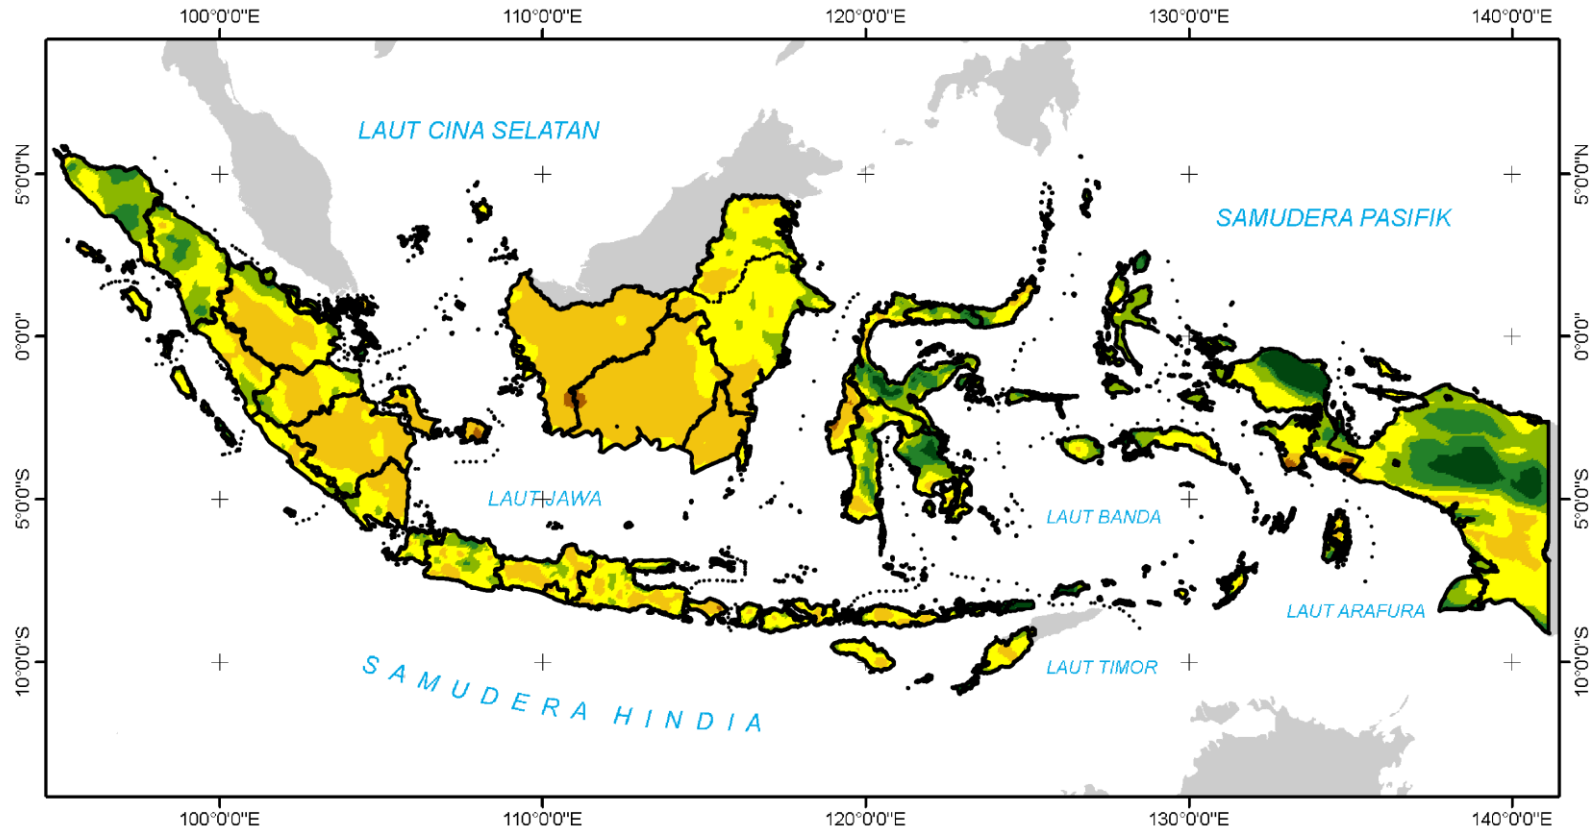 100°0'0"E 110°0'0"E 120°0'0"E 130°0'0"E 140°0'0"E
LAUT CINA SELATAN
5°0'0"N 5°0'0"N
SAMUDERA PASIFIK
0°0'0" 0°0'0"
LAUT JAWA
5°0'0"S 5°0'0"S
LAUT BANDA
LAUT ARAFURA
10°0'0"S 10°0'0"S
LAUT TIMOR
SAMUDERA HINDIA
100°0'0"E 110°0'0"E 120°0'0"E 130°0'0"E 140°0'0"E